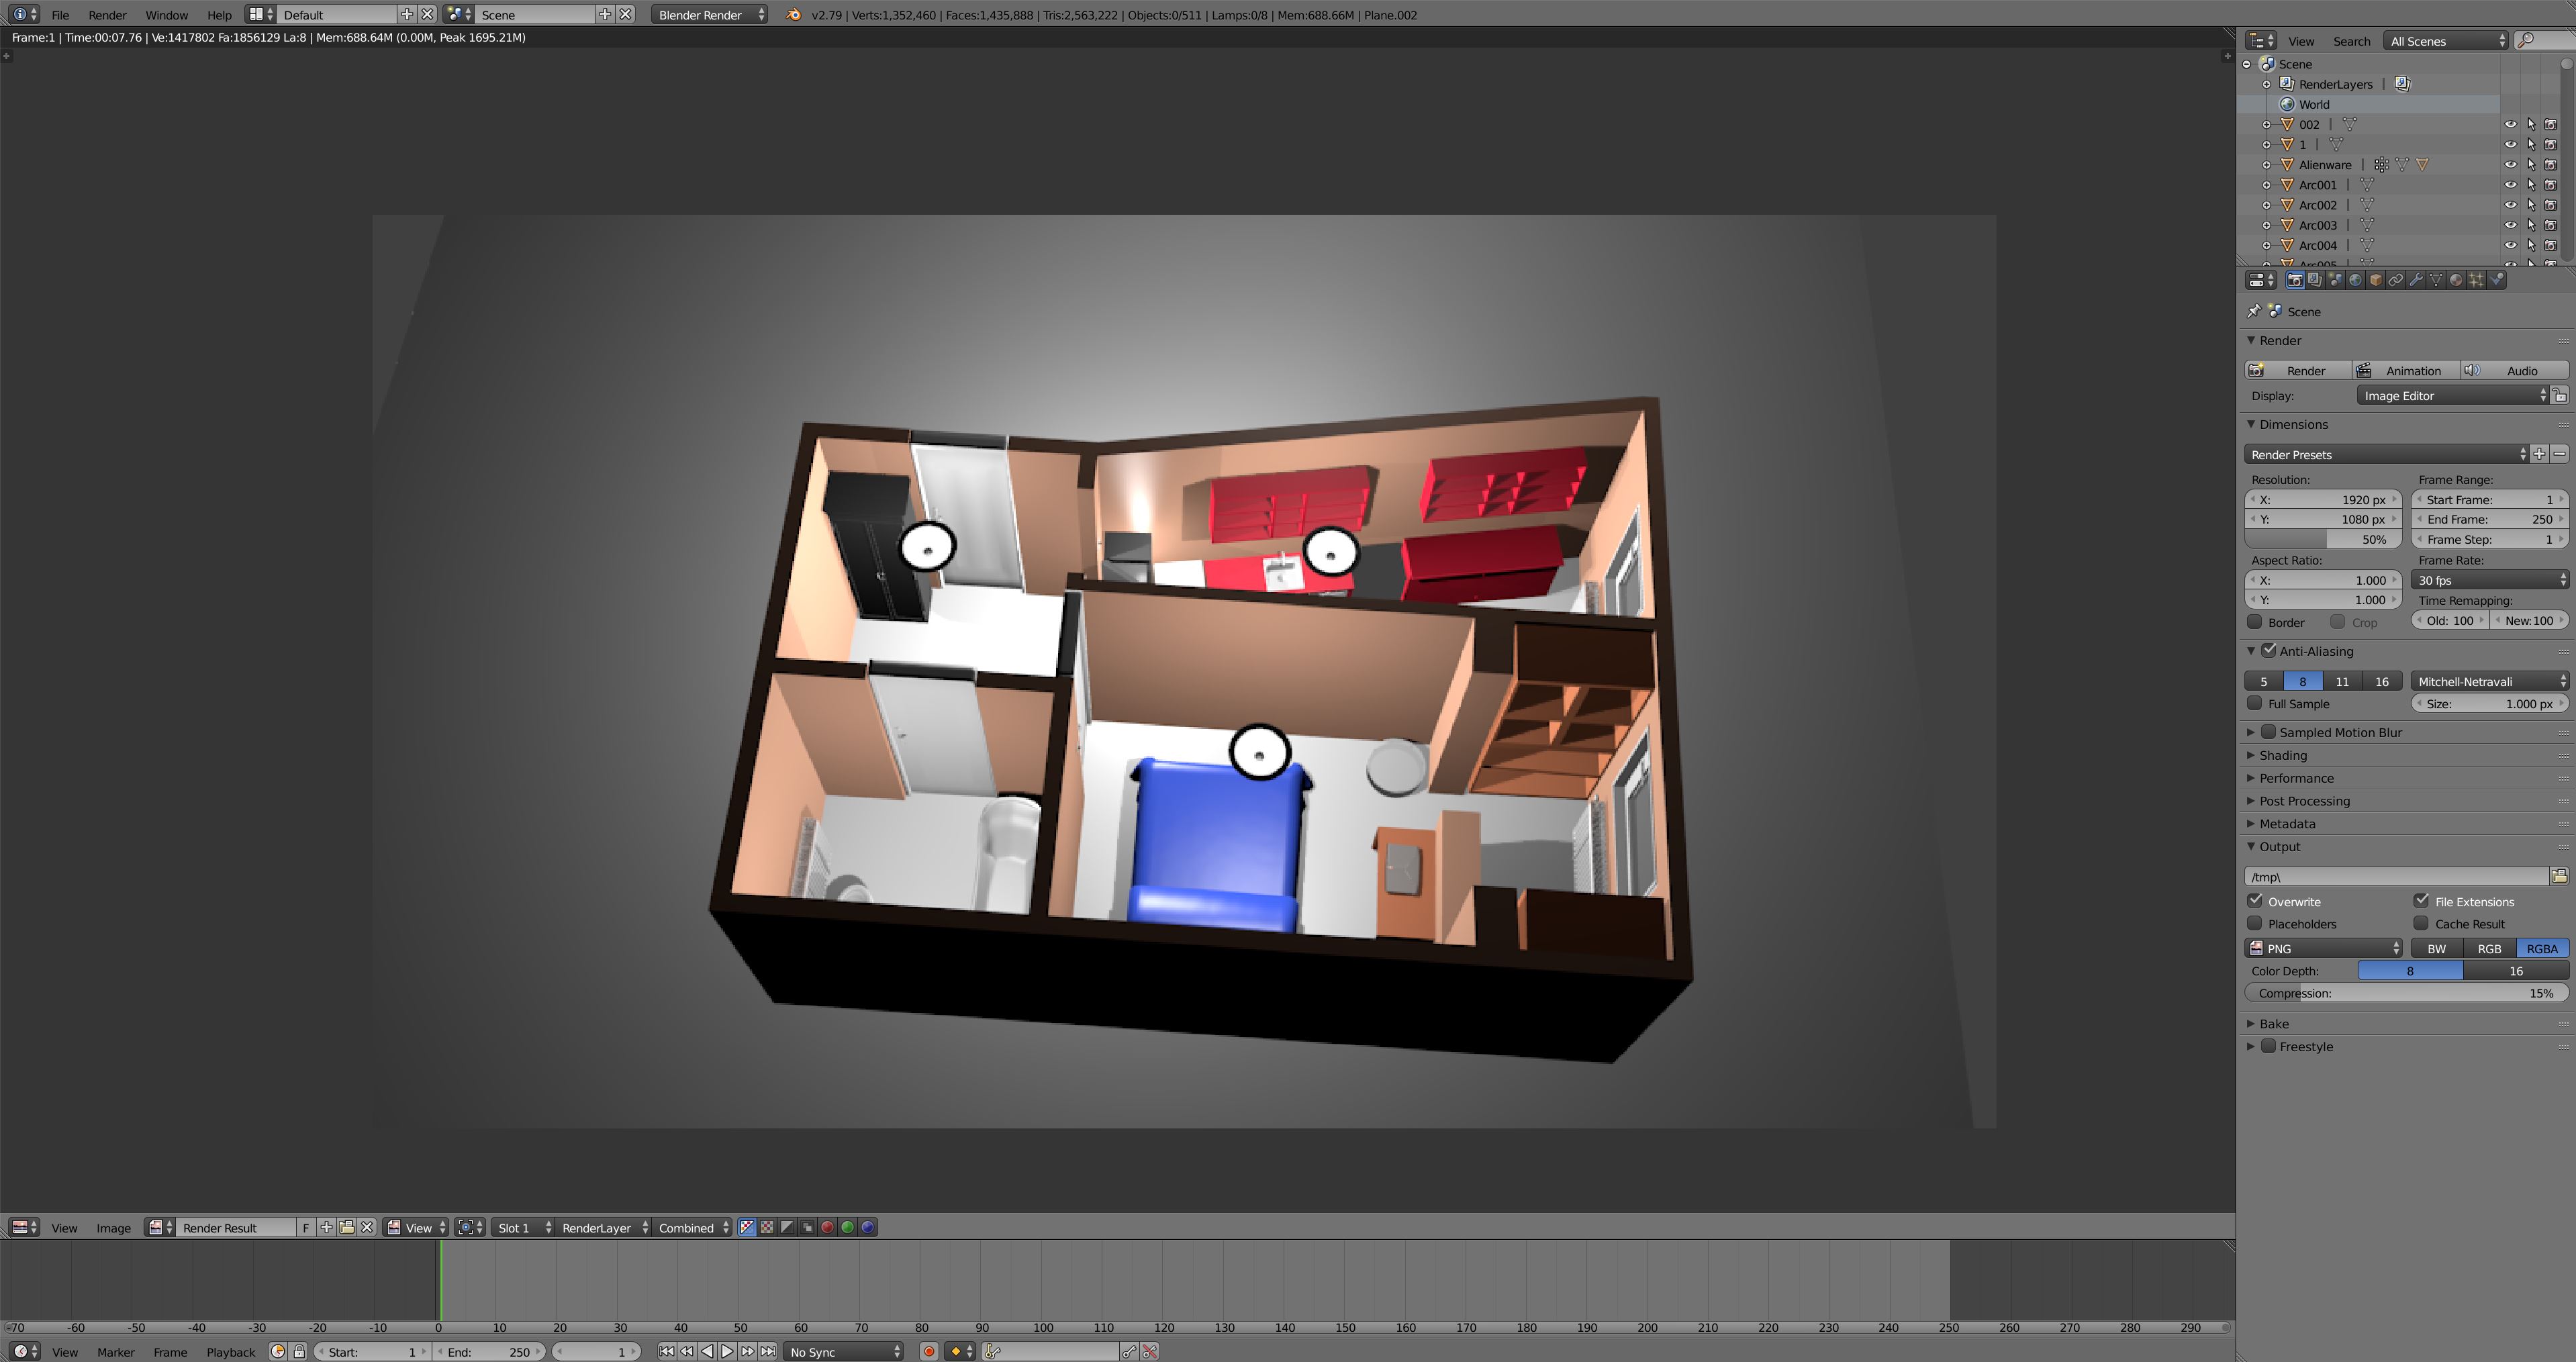 File Render Window Help Default Scene Blender Render v2.79 | Verts:1,352,460 | Faces:1,435,888 | Tris:2,563,222 | Objects:0/511 | Lamps:0/8 | Mem:688.66M | Plane.002
Frame:1 | Time:00:07.76 | Ve:1417802 Fa:1856129 La:8 | Mem:688.64M (0.00M, Peak 1695.21M)
View Search All Scenes
Scene
RenderLayers |
World
002 |
1 |
Alienware |
Arc001 |
Arc002 |
Arc003 |
Arc004 |
Scene
Render
Render Animation Audio
Display: Image Editor
Dimensions
Render Presets
Resolution: Frame Range:
X: 1920 px Start Frame: 1
Y: 1080 px End Frame: 250
50% Frame Step: 1
Aspect Ratio: Frame Rate:
X: 1.000 30 fps
Y: 1.000 Time Remapping:
Border Crop Old: 100 New:100
Anti-Aliasing
5 8 11 16 Mitchell-Netravali
Full Sample Size: 1.000 px
Sampled Motion Blur
Shading
Performance
Post Processing
Metadata
Output
/tmp\
Overwrite File Extensions
Placeholders Cache Result
PNG BW RGB RGBA
Color Depth: 8 16
Compression: 15%
Bake
Freestyle
View Image Render Result F View Slot 1 RenderLayer Combined
-70 -60 -50 -40 -30 -20 -10 0 10 20 30 40 50 60 70 80 90 100 110 120 130 140 150 160 170 180 190 200 210 220 230 240 250 260 270 280 290
View Marker Frame Playback Start: 1 End: 250 1 No Sync